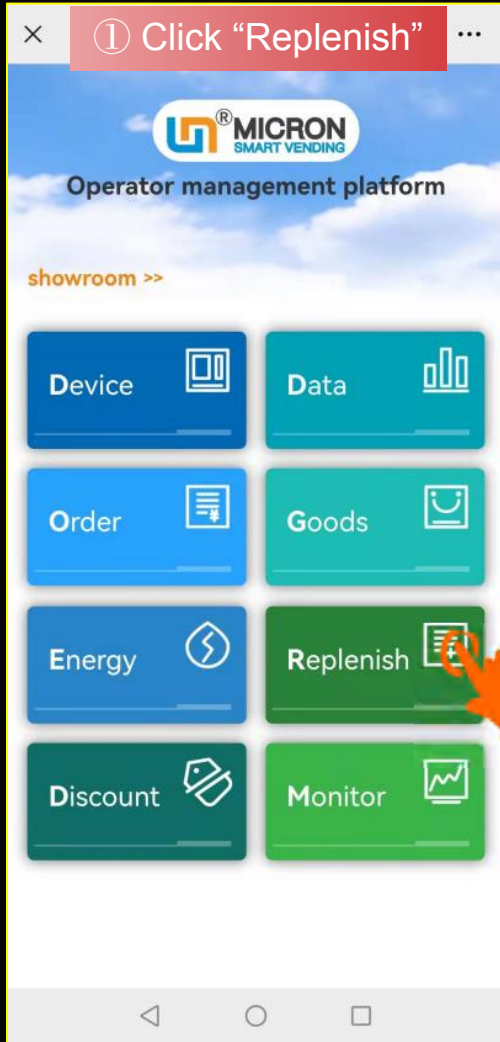 ① Click “Replenish”
® MICRON
SMART VENDING
Operator management platform
showroom >>
Device
Data
Order
Goods
Energy
Replenish
Discount
Monitor